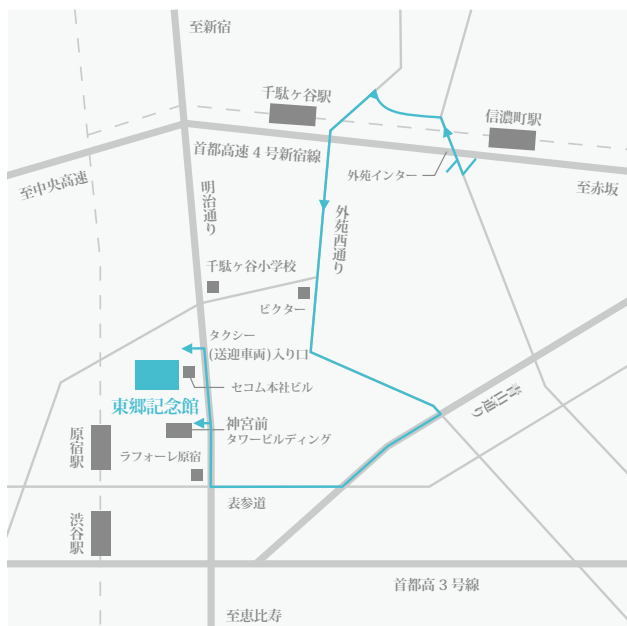 至新宿
千駄ヶ谷駅
信濃町駅
首都高速4号新宿線
外苑インター
至中央高速
至赤坂
明治通り
外苑西通り
千駄ヶ谷小学校
ビクター
タクシー
(送迎車両)入り口
セコム本社ビル
東郷記念館
青山通り
神宮前
タワービルディング
原宿駅
ラフォーレ原宿
表参道
渋谷駅
首都高3号線
至恵比寿